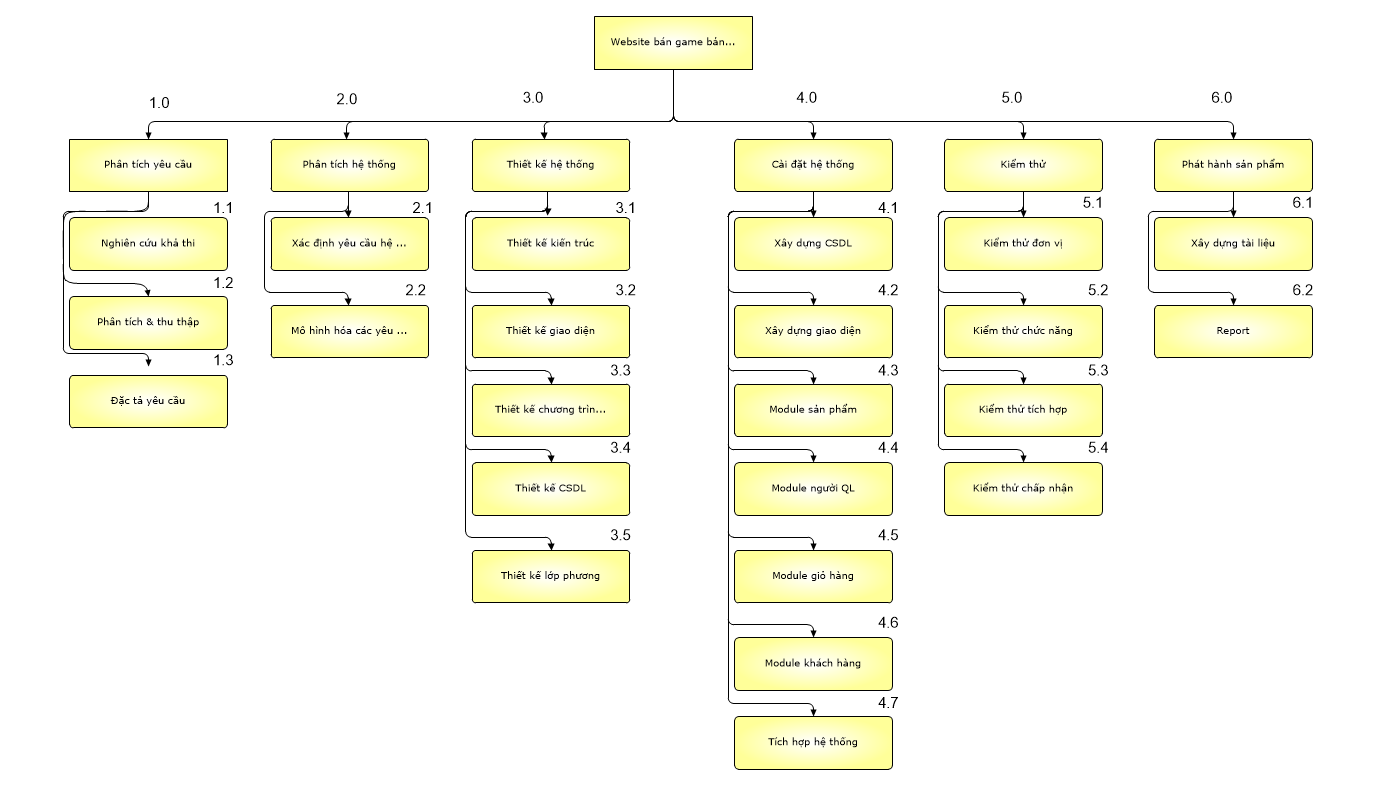 Website bán game bản...
1.0
2.0
3.0
4.0
5.0
6.0
Phân tích yêu cầu
Phân tích hệ thống
Thiết kế hệ thống
Cài đặt hệ thống
Kiểm thử
Phát hành sản phẩm
1.1
2.1
3.1
4.1
5.1
6.1
Nghiên cứu khả thi
Xác định yêu cầu hệ ...
Thiết kế kiến trúc
Xây dựng CSDL
Kiểm thử đơn vị
Xây dựng tài liệu
1.2
2.2
3.2
4.2
5.2
6.2
Phân tích & thu thập
Mô hình hóa các yêu ...
Thiết kế giao diện
Xây dựng giao diện
Kiểm thử chức năng
Report
1.3
3.3
4.3
5.3
Đặc tả yêu cầu
Thiết kế chương trìn...
Module sản phẩm
Kiểm thử tích hợp
3.4
4.4
5.4
Thiết kế CSDL
Module người QL
Kiểm thử chấp nhận
3.5
4.5
Thiết kế lớp phương
Module giỏ hàng
4.6
Module khách hàng
4.7
Tích hợp hệ thống